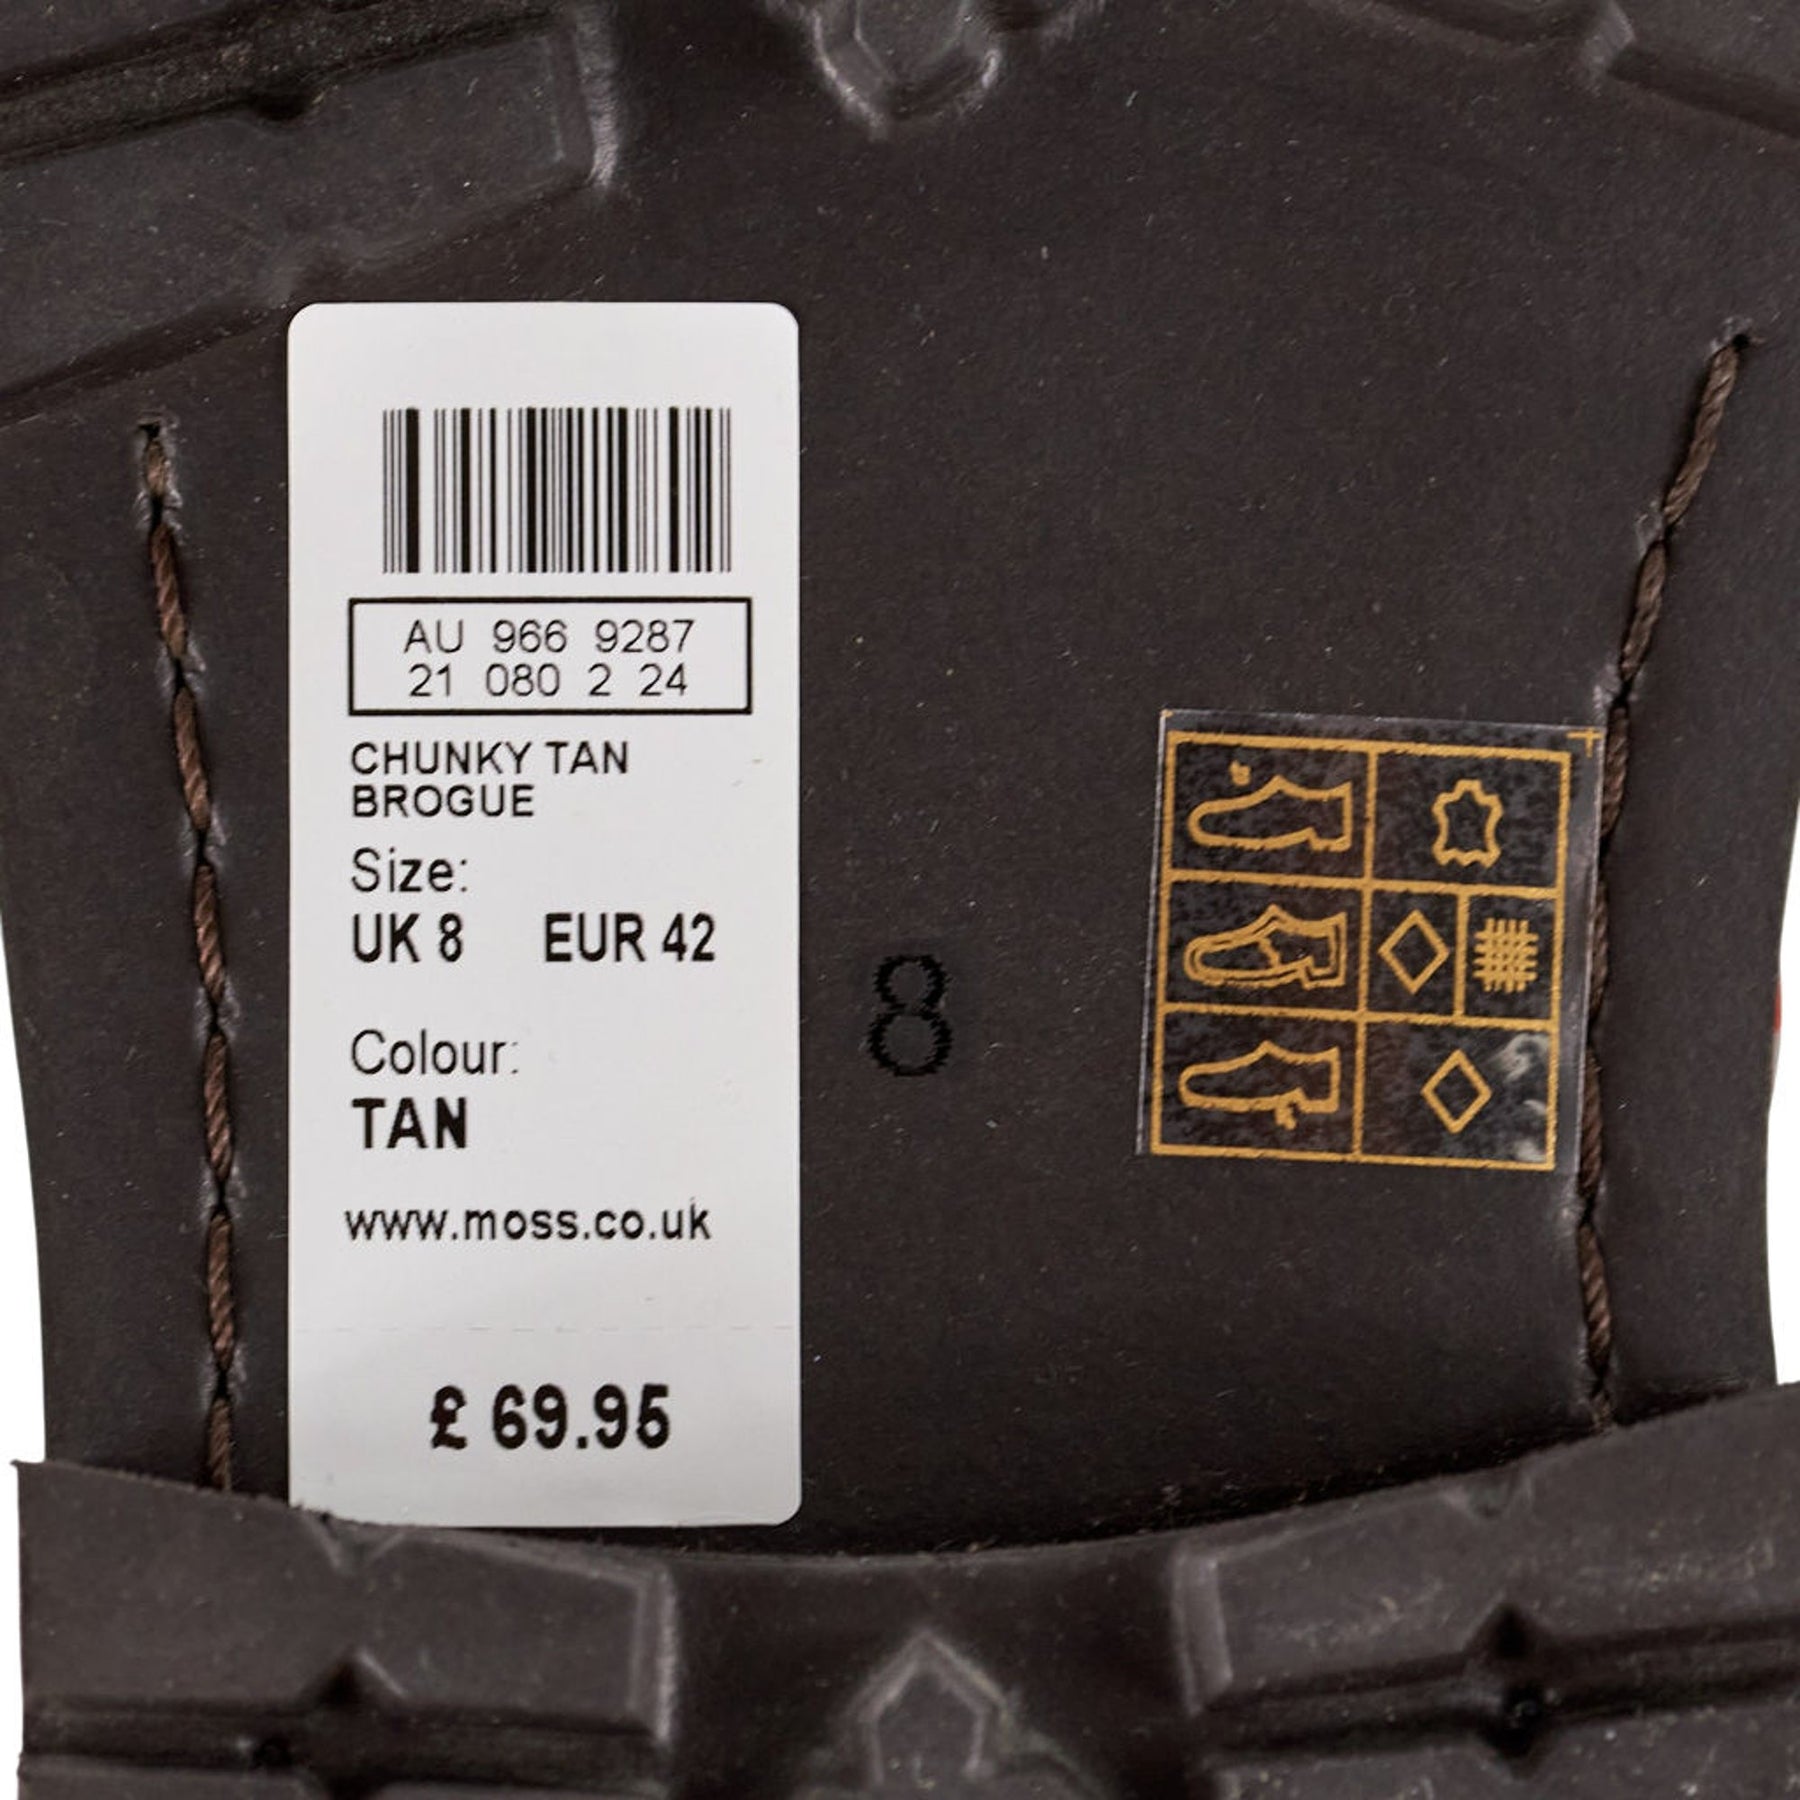 AU 966 9287
21 080 2 24
CHUNKY TAN
BROGUE
Size:
UK 8 EUR 42
Colour:
TAN
www.moss.co.uk
£ 69.95
8